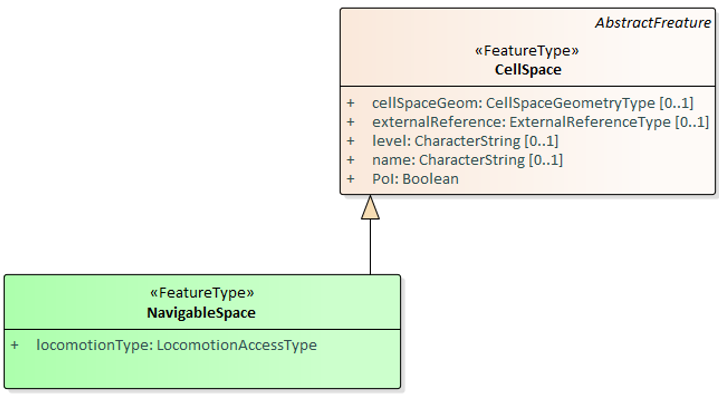 AbstractFreature
«FeatureType»
CellSpace
+ cellSpaceGeom: CellSpaceGeometryType [0..1]
+ externalReference: ExternalReferenceType [0..1]
+ level: CharacterString [0..1]
+ name: CharacterString [0..1]
+ PoI: Boolean
«FeatureType»
NavigableSpace
+ locomotionType: LocomotionAccessType